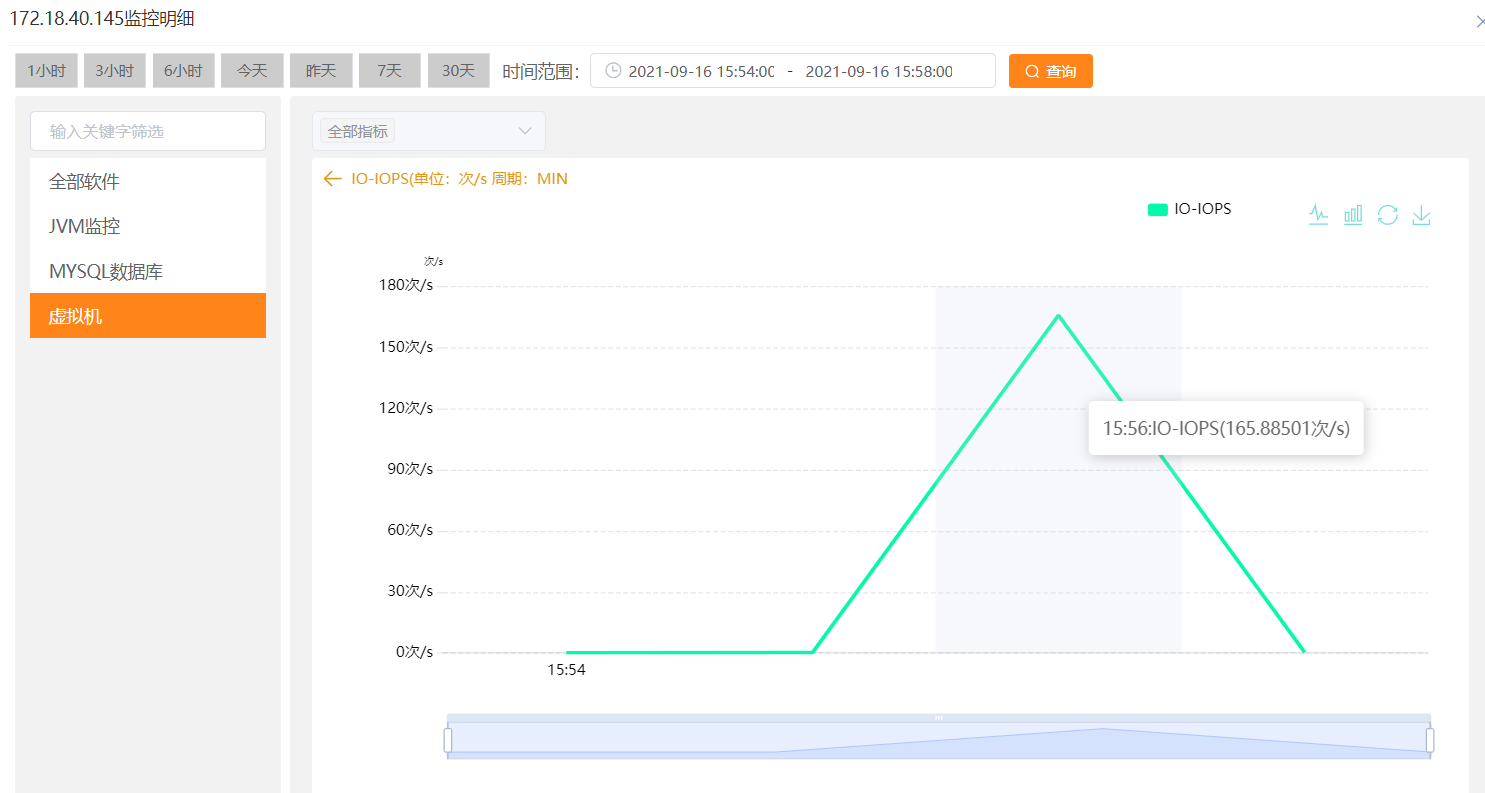 172.18.40.145监控明细
1小时 3小时 6小时 今天 昨天 7天 30天 时间范围： 2021-09-16 15:54:00 - 2021-09-16 15:58:00 查询
输入关键字筛选
全部软件
JVM监控
MYSQL数据库
虚拟机
全部指标
IO-IOPS(单位：次/s 周期：MIN
IO-IOPS
次/s
180次/s
150次/s
120次/s
15:56:IO-IOPS(165.88501次/s)
90次/s
60次/s
30次/s
0次/s
15:54